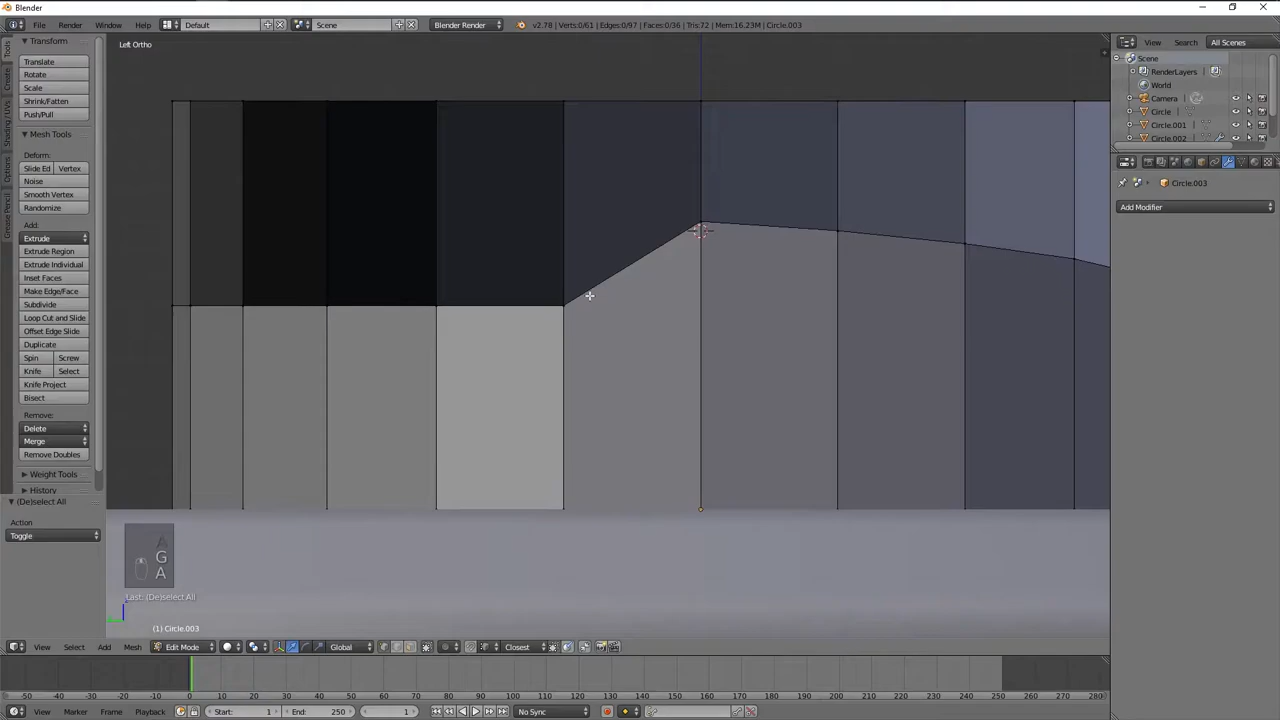 Blender
File Render Window Help Default Scene Blender Render v2.78 | Verts:0/61 | Edges:0/97 | Faces:0/36 | Tris:72 | Mem:16.23M | Circle.003
Tools
Create
Shading / UVs
Options
Grease Pencil
Transform
Translate
Rotate
Scale
Shrink/Fatten
Push/Pull
Mesh Tools
Deform:
Slide Ed Vertex
Noise
Smooth Vertex
Randomize
Add:
Extrude
Extrude Region
Extrude Individual
Inset Faces
Make Edge/Face
Subdivide
Loop Cut and Slide
Offset Edge Slide
Duplicate
Spin Screw
Knife Select
Knife Project
Bisect
Remove:
Delete
Merge
Remove Doubles
Weight Tools
History
(De)select All
Action
Toggle
Left Ortho
A
G
A
Last: (De)select All
(1) Circle.003
View Search All Scenes
Scene
RenderLayers
World
Camera
Circle
Circle.001
Circle.002
Circle.003
Add Modifier
View Select Add Mesh Edit Mode Global Closest
-50 -40 -30 -20 -10 0 10 20 30 40 50 60 70 80 90 100 110 120 130 140 150 160 170 180 190 200 210 220 230 240 250 260 270 280
View Marker Frame Playback Start: 1 End: 250 1 No Sync